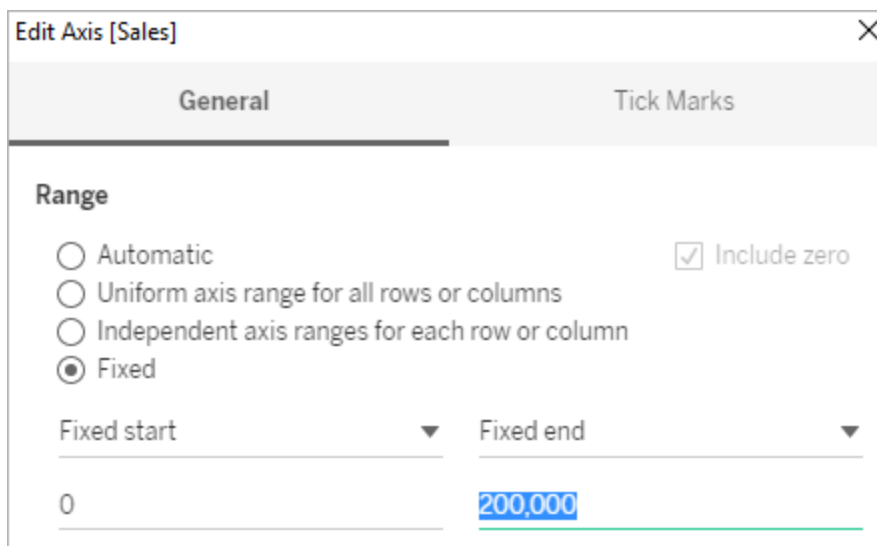 Edit Axis [Sales]
General Tick Marks
Range
Automatic Include zero
Uniform axis range for all rows or columns
Independent axis ranges for each row or column
Fixed
Fixed start Fixed end
0 200,000